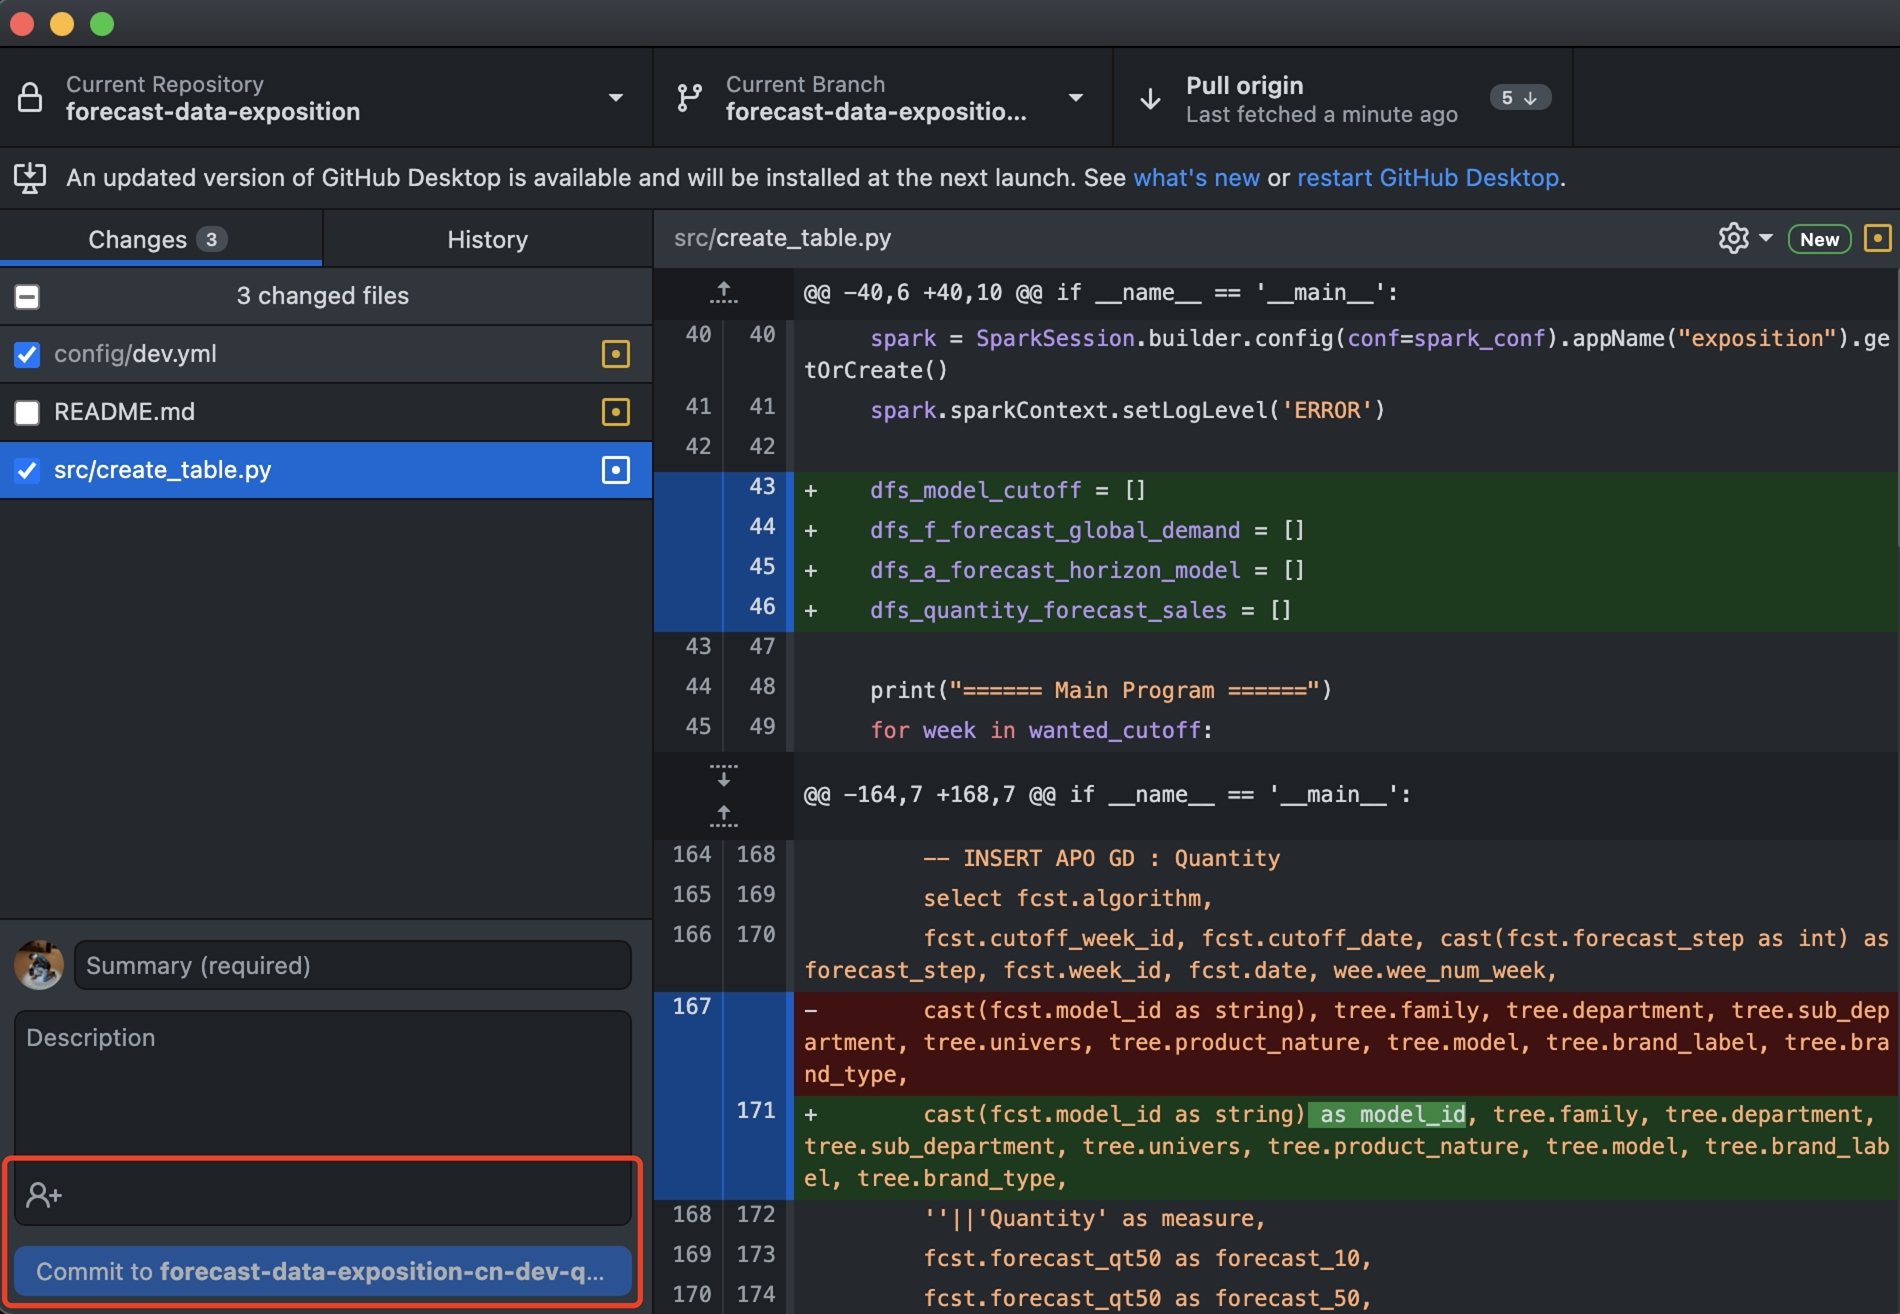 Current Repository
forecast-data-exposition
Current Branch
forecast-data-expositio...
Pull origin
Last fetched a minute ago
5
An updated version of GitHub Desktop is available and will be installed at the next launch. See what's new or restart GitHub Desktop.
Changes 3
History
src/create_table.py
New
3 changed files
config/dev.yml
README.md
src/create_table.py
Summary (required)
Description
Commit to forecast-data-exposition-cn-dev-q...
@@ -40,6 +40,10 @@ if __name__ == '__main__':
40 40 spark = SparkSession.builder.config(conf=spark_conf).appName("exposition").ge
tOrCreate()
41 41 spark.sparkContext.setLogLevel('ERROR')
42 42
43 + dfs_model_cutoff = []
44 + dfs_f_forecast_global_demand = []
45 + dfs_a_forecast_horizon_model = []
46 + dfs_quantity_forecast_sales = []
43 47
44 48 print("====== Main Program ======")
45 49 for week in wanted_cutoff:
@@ -164,7 +168,7 @@ if __name__ == '__main__':
164 168 -- INSERT APO GD : Quantity
165 169 select fcst.algorithm,
166 170 fcst.cutoff_week_id, fcst.cutoff_date, cast(fcst.forecast_step as int) as
forecast_step, fcst.week_id, fcst.date, wee.wee_num_week,
167 - cast(fcst.model_id as string), tree.family, tree.department, tree.sub_dep
artment, tree.univers, tree.product_nature, tree.model, tree.brand_label, tree.bra
nd_type,
171 + cast(fcst.model_id as string) as model_id, tree.family, tree.department,
tree.sub_department, tree.univers, tree.product_nature, tree.model, tree.brand_lab
el, tree.brand_type,
168 172 ''||'Quantity' as measure,
169 173 fcst.forecast_qt50 as forecast_10,
170 174 fcst.forecast_qt50 as forecast_50,